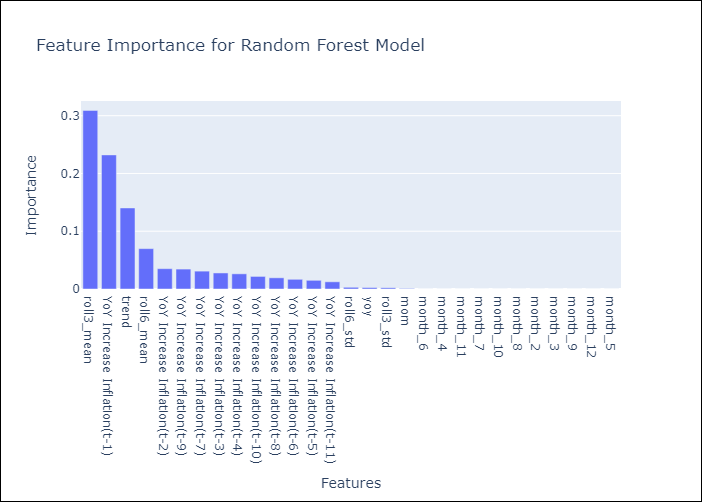 Feature Importance for Random Forest Model
Importance
0.3
0.2
0.1
0
roll3_mean
YoY Increase Inflation(t-1)
trend
roll6_mean
YoY Increase Inflation(t-2)
YoY Increase Inflation(t-9)
YoY Increase Inflation(t-7)
YoY Increase Inflation(t-3)
YoY Increase Inflation(t-4)
YoY Increase Inflation(t-10)
YoY Increase Inflation(t-8)
YoY Increase Inflation(t-6)
YoY Increase Inflation(t-5)
YoY Increase Inflation(t-11)
roll6_std
yoy
roll3_std
mom
month_6
month_4
month_11
month_7
month_10
month_8
month_2
month_3
month_9
month_12
month_5
Features